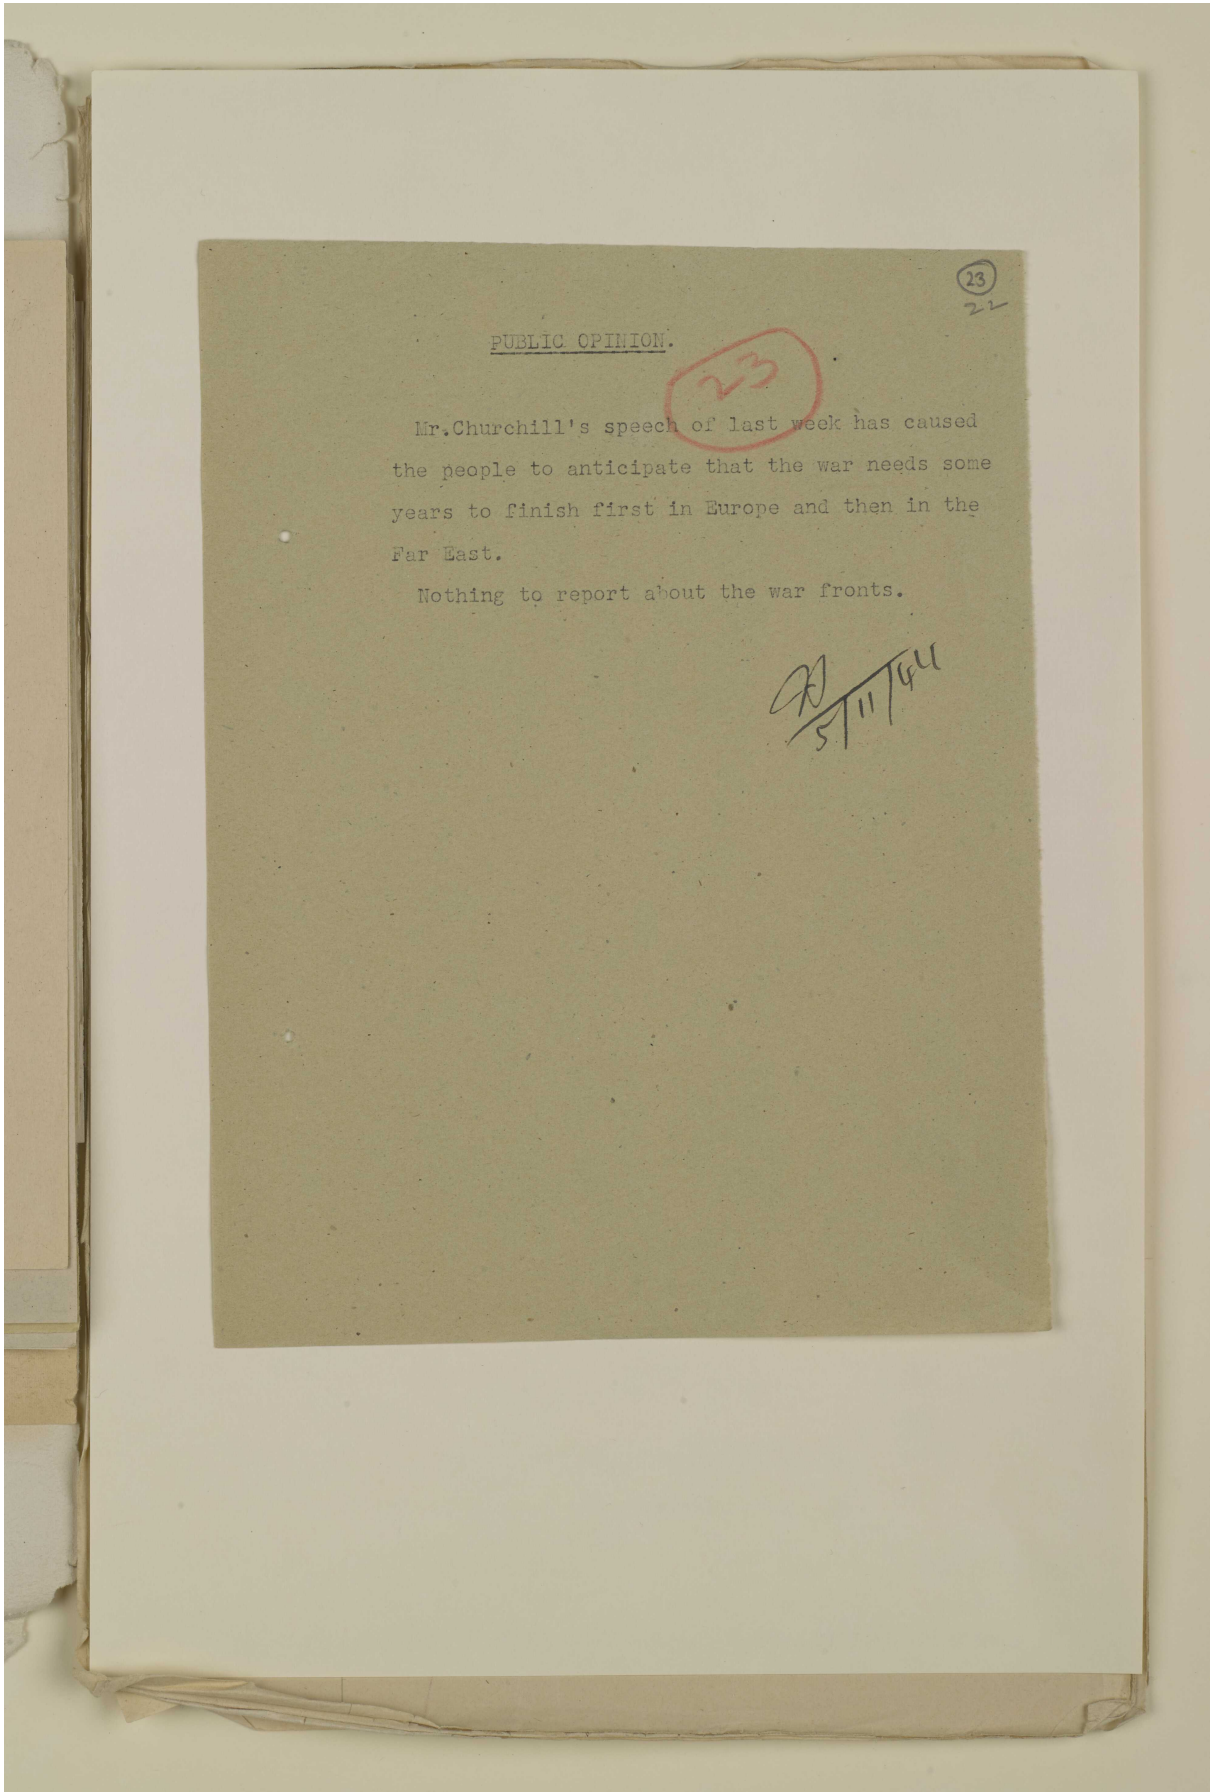 23
22
PUBLIC OPINION.
23
Mr.Churchill's speech of last week has caused
the people to anticipate that the war needs some
years to finish first in Europe and then in the
Far East.
Nothing to report about the war fronts.
5/11/44